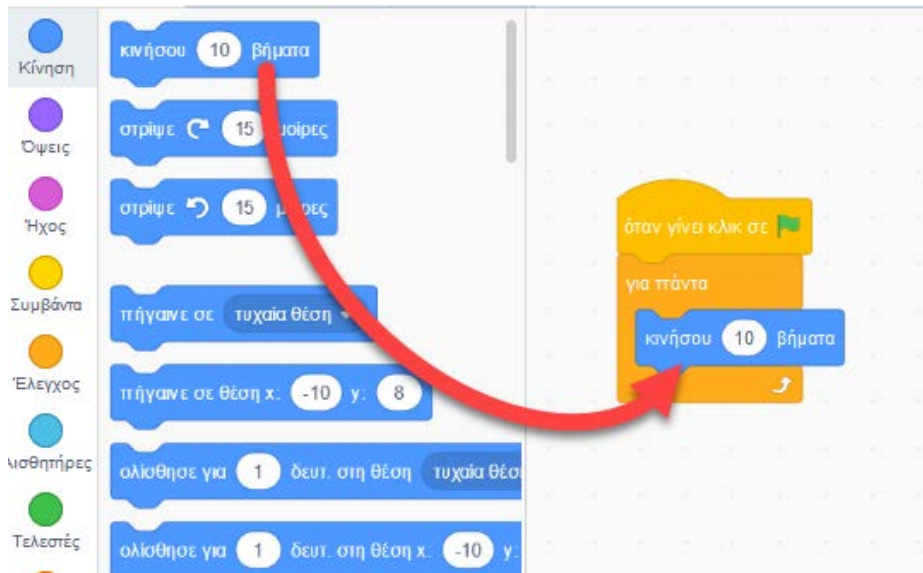 Κίνηση
Όψεις
Ήχος
Συμβάντα
Έλεγχος
Τελεστές
κινήσου 10 βήματα
στρίψε 15 μοίρες
στρίψε 15
πήγαινε σε τυχαία θέση
πήγαινε σε θέση x: -10 y: 8
ολίσθησε για 1 δευτ. στη θέση τυχαία
ολίσθησε για 1 δευτ. στη θέση x: -10 y:
όταν γίνει κλικ σε
για πάντα
κινήσου 10 βήματα